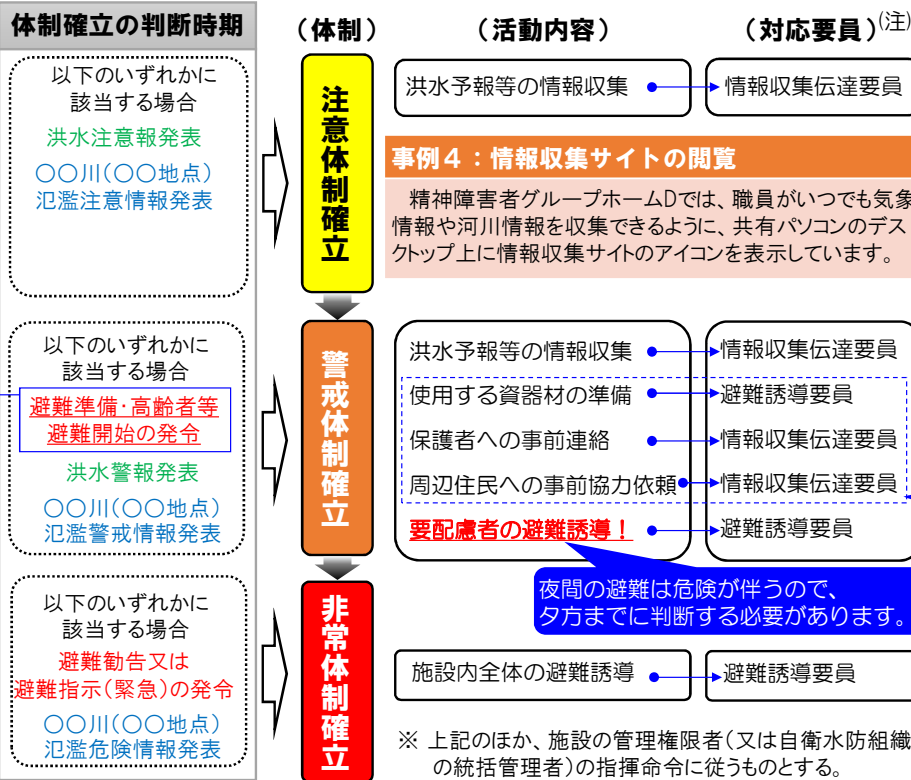 体制確立の判断時期
(体制)
(活動内容)
(対応要員)(注)
以下のいずれかに
該当する場合
洪水注意報発表
○○川(○○地点)
氾濫注意情報発表
注意体制確立
洪水予報等の情報収集
情報収集伝達要員
事例4:情報収集サイトの閲覧
精神障害者グループホームDでは、職員がいつでも気象
情報や河川情報を収集できるように、共有パソコンのデス
クトップ上に情報収集サイトのアイコンを表示しています。
以下のいずれかに
該当する場合
避難準備・高齢者等
避難開始の発令
洪水警報発表
○○川(○○地点)
氾濫警戒情報発表
警戒体制確立
洪水予報等の情報収集
情報収集伝達要員
使用する資器材の準備
避難誘導要員
保護者への事前連絡
情報収集伝達要員
周辺住民への事前協力依頼
情報収集伝達要員
要配慮者の避難誘導!
避難誘導要員
夜間の避難は危険が伴うので、
夕方までに判断する必要があります。
以下のいずれかに
該当する場合
避難勧告又は
避難指示(緊急)の発令
○○川(○○地点)
氾濫危険情報発表
非常体制確立
施設内全体の避難誘導
避難誘導要員
※ 上記のほか、施設の管理権限者(又は自衛水防組織
の統括管理者)の指揮命令に従うものとする。